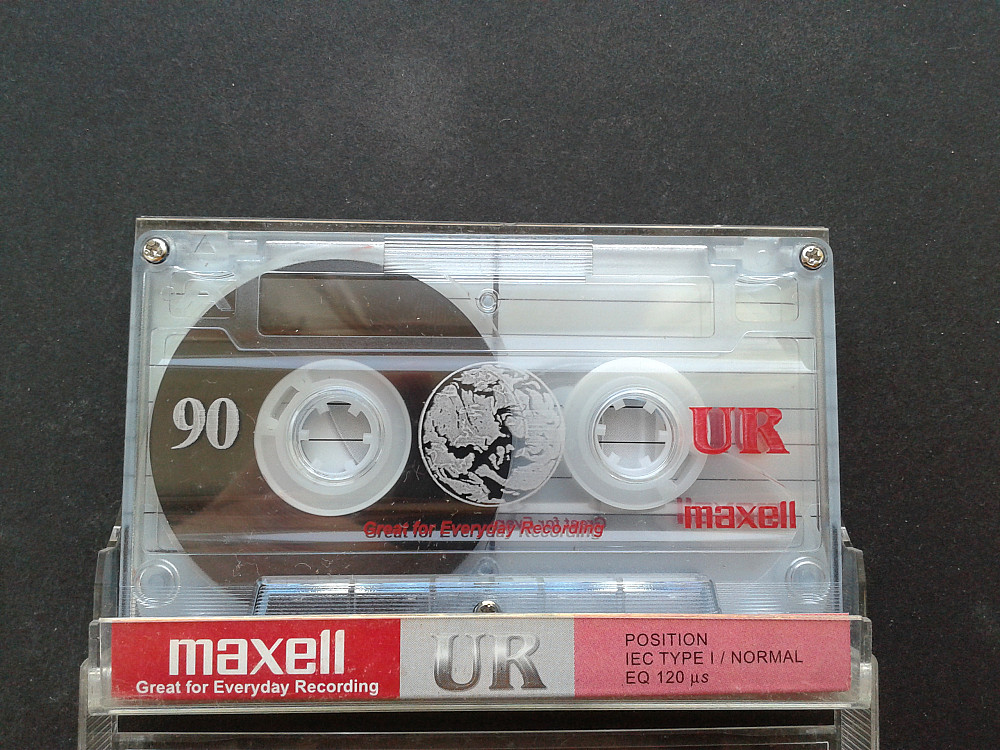 90
UR
maxell
Great for Everyday Recording
maxell
Great for Everyday Recording
UR
POSITION
IEC TYPE I / NORMAL
EQ 120 µs